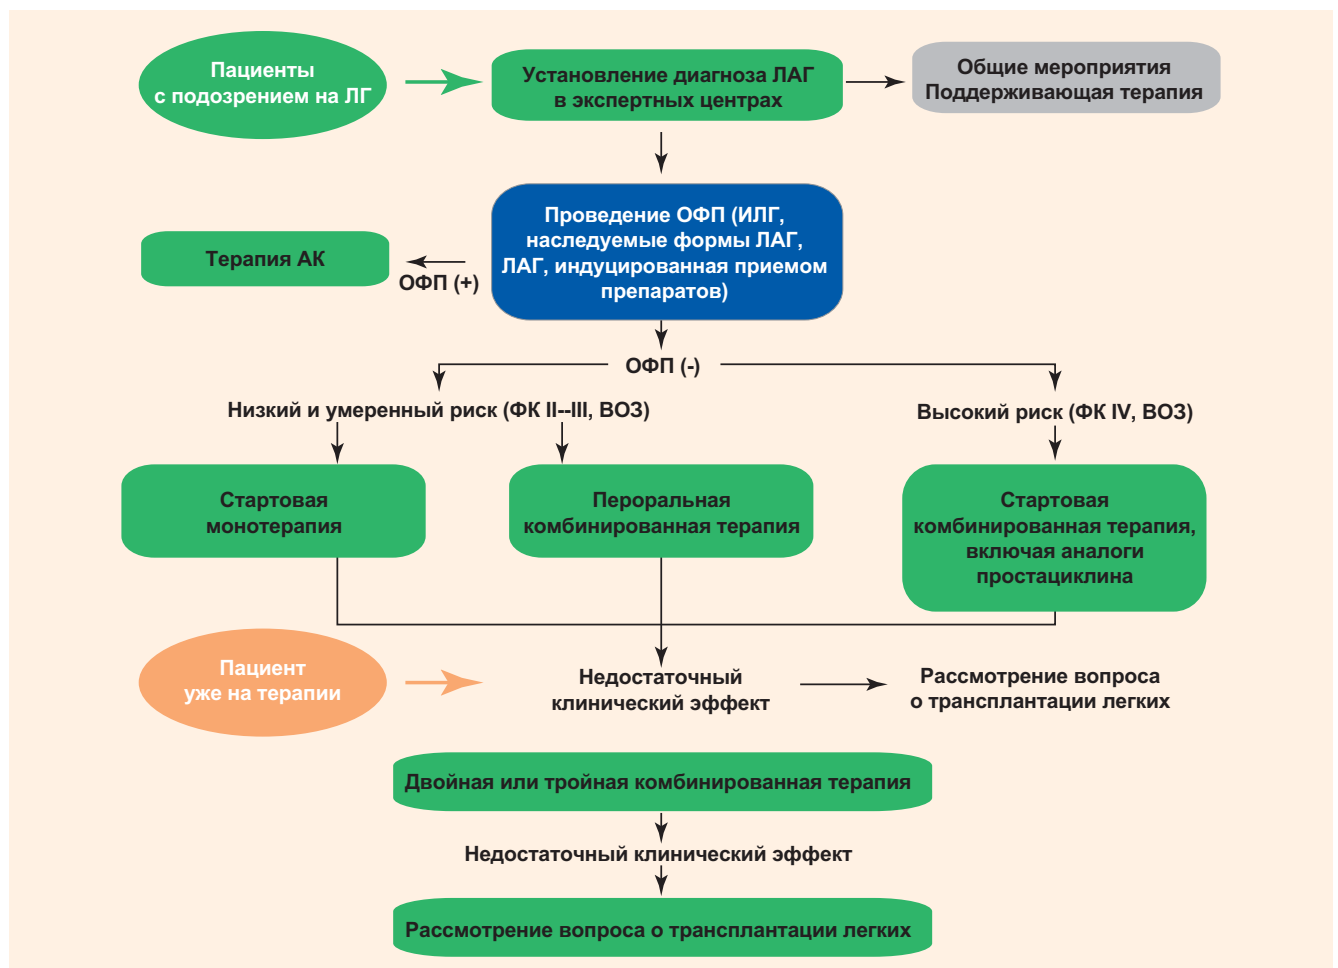 Пациенты
с подозрением на ЛГ
Установление диагноза ЛАГ
в экспертных центрах
Общие мероприятия
Поддерживающая терапия
Проведение ОФП (ИЛГ,
наследуемые формы ЛАГ,
ЛАГ, индуцированная приемом
препаратов)
Терапия АК
ОФП (+)
ОФП (-)
Низкий и умеренный риск (ФК II--III, ВОЗ)
Высокий риск (ФК IV, ВОЗ)
Стартовая
монотерапия
Пероральная
комбинированная терапия
Стартовая
комбинированная терапия,
включая аналоги
простациклина
Пациент
уже на терапии
Недостаточный
клинический эффект
Рассмотрение вопроса
о трансплантации легких
Двойная или тройная комбинированная терапия
Недостаточный клинический эффект
Рассмотрение вопроса о трансплантации легких